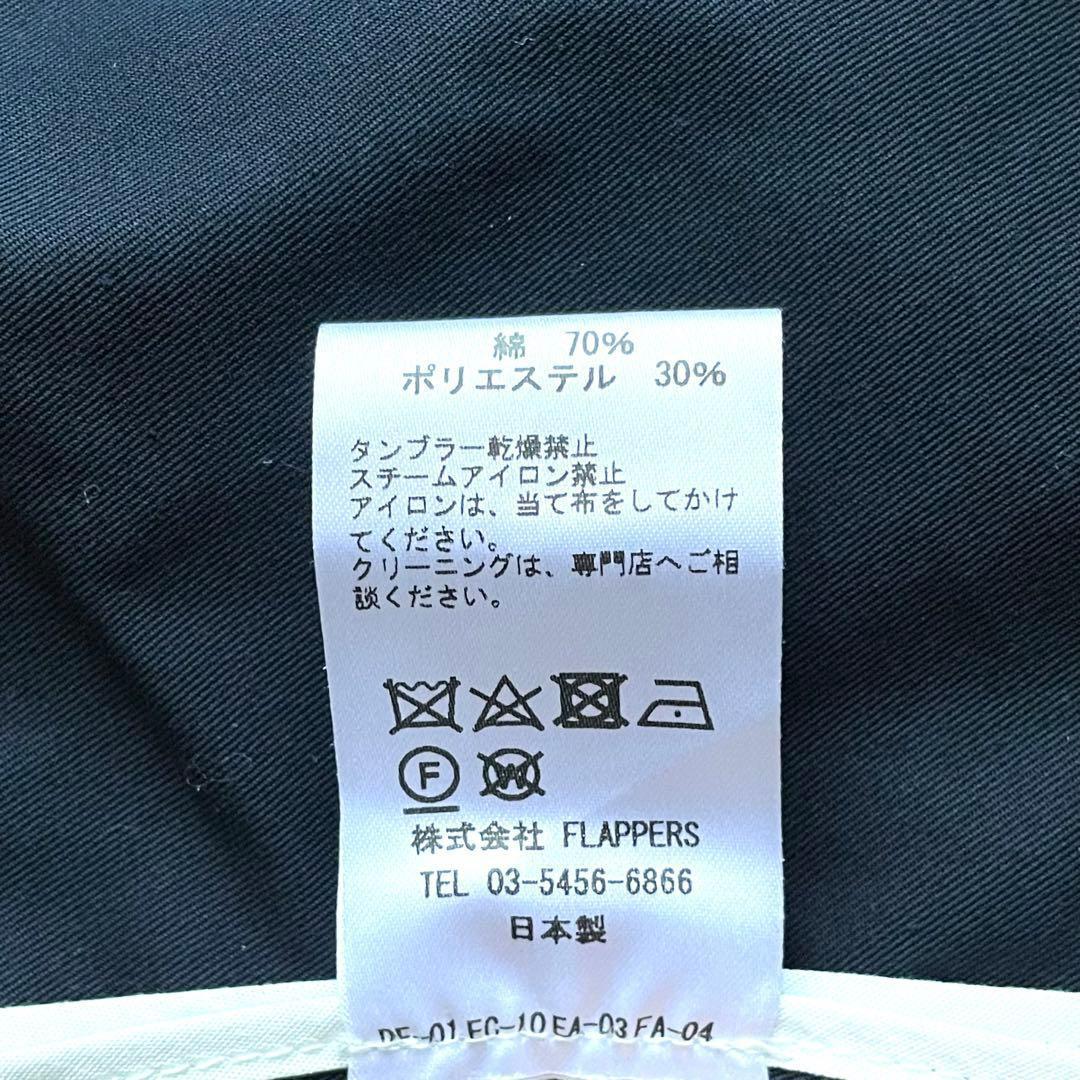 綿 70%
ポリエステル 30%
タンブラー乾燥禁止
スチームアイロン禁止
アイロンは、当て布をしてかけ
てください。
クリーニングは、専門店へご相
談ください。
F W
株式会社 FLAPPERS
TEL 03-5456-6866
日本製
EA-03 FA-04